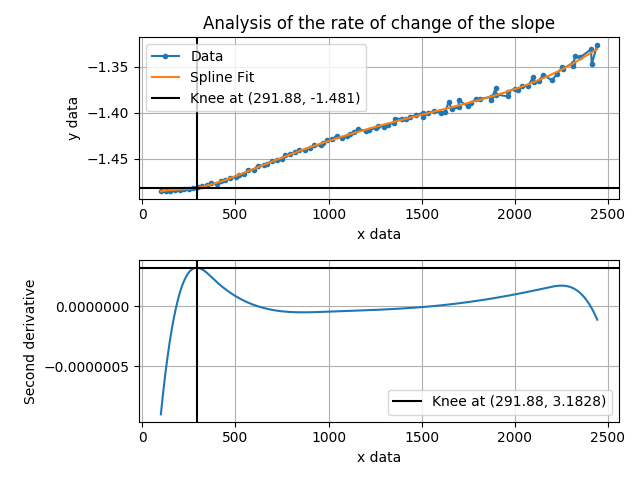 Analysis of the rate of change of the slope
Data
Spline Fit
Knee at (291.88, -1.481)
y data
−1.35
−1.40
−1.45
0
500
1000
1500
2000
2500
x data
Second derivative
0.0000000
−0.0000005
Knee at (291.88, 3.1828)
0
500
1000
1500
2000
2500
x data